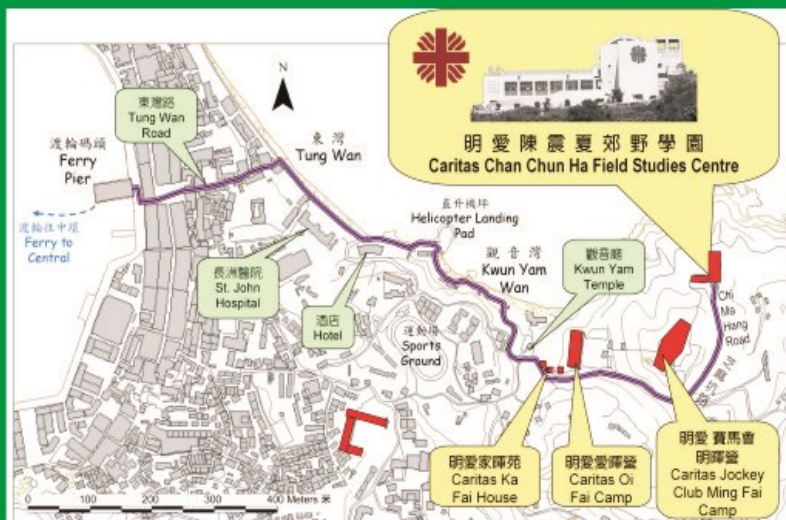 明愛陳震夏郊野學園
Caritas Chan Chun Ha Field Studies Centre
N
東灣路
Tung Wan
Road
東灣
Tung Wan
渡輪碼頭
Ferry
Pier
渡輪往中環
Ferry to
Central
直升機坪
Helicopter Landing
Pad
觀音灣
Kwun Yam
Wan
觀音廟
Kwun Yam
Temple
長洲醫院
St. John
Hospital
酒店
Hotel
運動場
Sports
Ground
Chi
Ma
Hang
Road
明愛家暉苑
Caritas Ka
Fai House
明愛愛暉營
Caritas Oi
Fai Camp
明愛賽馬會
明暉營
Caritas Jockey
Club Ming Fai
Camp
0 100 200 400 Meters 米